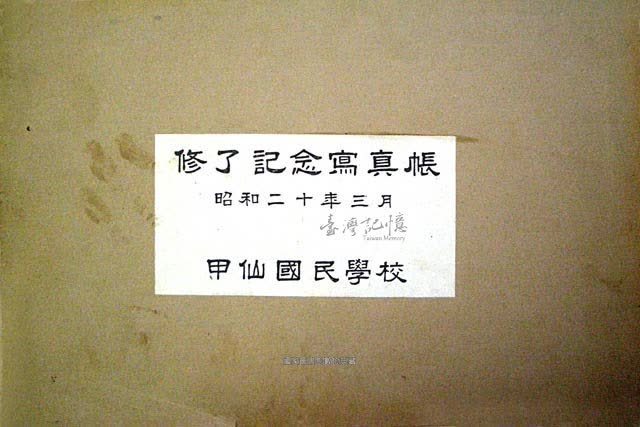 修了記念寫真帳
昭和二十年三月
臺灣記憶
Taiwan Memory
甲仙國民學校